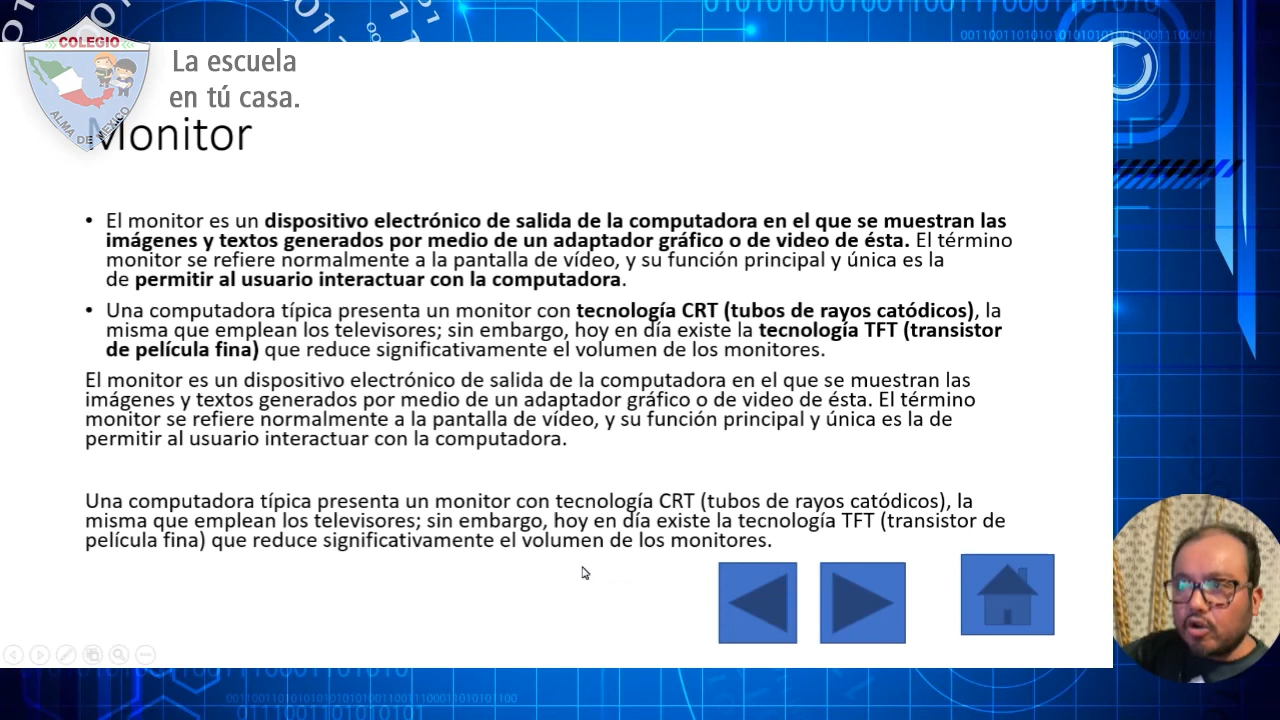 COLEGIO
ALMA DE MEXICO
La escuela
en tú casa.
Monitor
• El monitor es un dispositivo electrónico de salida de la computadora en el que se muestran las
imágenes y textos generados por medio de un adaptador gráfico o de video de ésta. El término
monitor se refiere normalmente a la pantalla de vídeo, y su función principal y única es la
de permitir al usuario interactuar con la computadora.
• Una computadora típica presenta un monitor con tecnología CRT (tubos de rayos catódicos), la
misma que emplean los televisores; sin embargo, hoy en día existe la tecnología TFT (transistor
de película fina) que reduce significativamente el volumen de los monitores.
El monitor es un dispositivo electrónico de salida de la computadora en el que se muestran las
imágenes y textos generados por medio de un adaptador gráfico o de video de ésta. El término
monitor se refiere normalmente a la pantalla de vídeo, y su función principal y única es la de
permitir al usuario interactuar con la computadora.
Una computadora típica presenta un monitor con tecnología CRT (tubos de rayos catódicos), la
misma que emplean los televisores; sin embargo, hoy en día existe la tecnología TFT (transistor de
película fina) que reduce significativamente el volumen de los monitores.